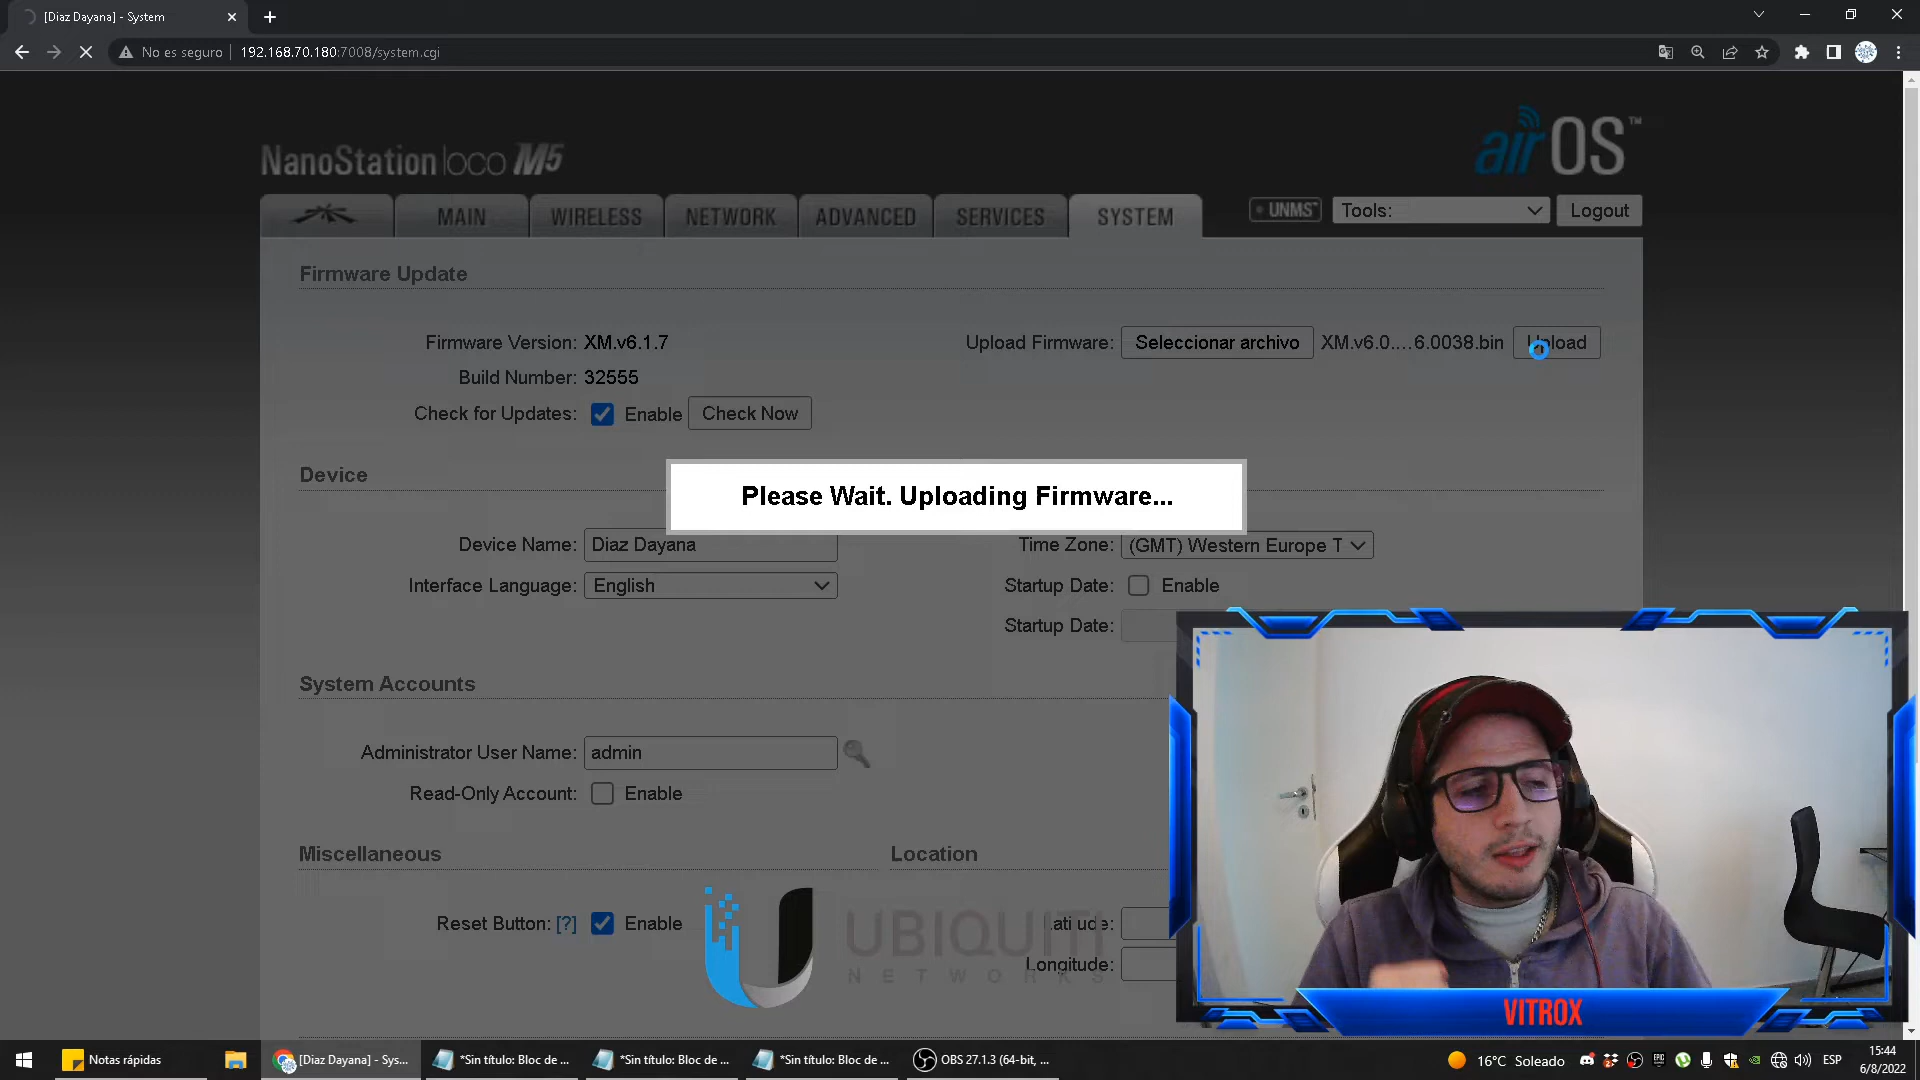 [Diaz Dayana] - System
No es seguro
192.168.70.180:7008/system.cgi
NanoStation loco M5
airOS™
MAIN
WIRELESS
NETWORK
ADVANCED
SERVICES
SYSTEM
UNMS™
Tools:
Logout
Firmware Update
Firmware Version: XM.v6.1.7
Upload Firmware: Seleccionar archivo XM.v6.0....6.0038.bin Upload
Build Number: 32555
Check for Updates: Enable Check Now
Device
Please Wait. Uploading Firmware...
Device Name: Diaz Dayana
Time Zone: (GMT) Western Europe T
Interface Language: English
Startup Date: Enable
Startup Date:
System Accounts
Administrator User Name: admin
Read-Only Account: Enable
Miscellaneous
Location
Reset Button: [?] Enable
UBIQUITI
NETWORKS
Latitude:
Longitude:
VITROX
Notas rápidas
[Diaz Dayana] - Sys...
*Sin título: Bloc de ...
*Sin título: Bloc de ...
*Sin título: Bloc de ...
OBS 27.1.3 (64-bit, ...
16°C Soleado
ESP
15:44
6/8/2022